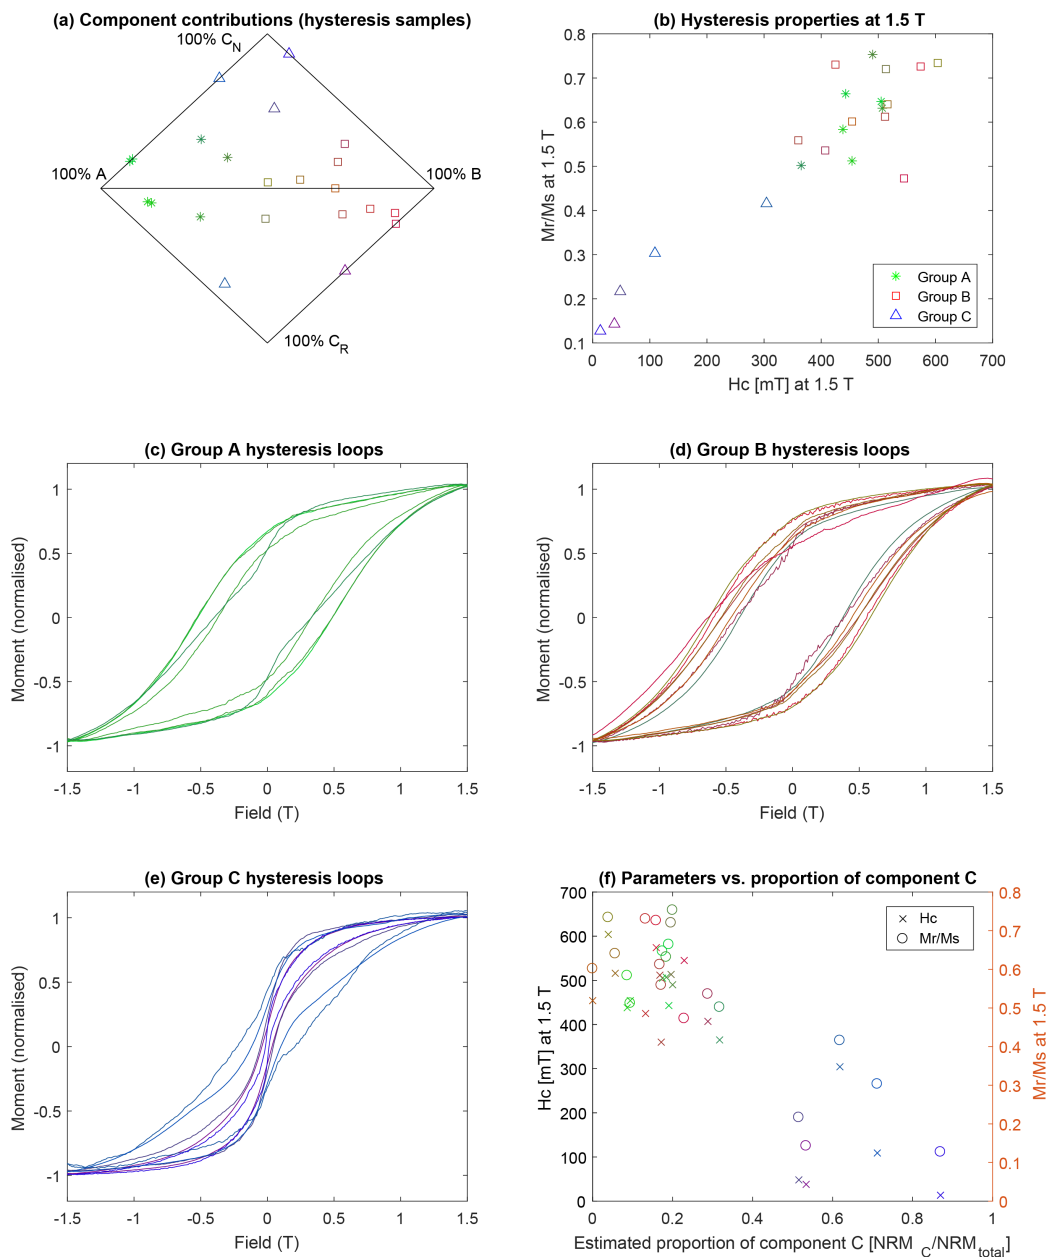 (a) Component contributions (hysteresis samples)
100% C_N
100% A
100% B
100% C_R
(b) Hysteresis properties at 1.5 T
Mr/Ms at 1.5 T
0.8
0.7
0.6
0.5
0.4
0.3
0.2
0.1
Group A
Group B
Group C
0 100 200 300 400 500 600 700
Hc [mT] at 1.5 T
(c) Group A hysteresis loops
Moment (normalised)
1
0.5
0
-0.5
-1
-1.5 -1 -0.5 0 0.5 1 1.5
Field (T)
(d) Group B hysteresis loops
Moment (normalised)
1
0.5
0
-0.5
-1
-1.5 -1 -0.5 0 0.5 1 1.5
Field (T)
(e) Group C hysteresis loops
Moment (normalised)
1
0.5
0
-0.5
-1
-1.5 -1 -0.5 0 0.5 1 1.5
Field (T)
(f) Parameters vs. proportion of component C
Hc [mT] at 1.5 T
700
600
500
400
300
200
100
0
Hc
Mr/Ms
0.8
0.7
0.6
0.5
0.4
0.3
0.2
0.1
0
Mr/Ms at 1.5 T
0 0.2 0.4 0.6 0.8 1
Estimated proportion of component C [NRM_C/NRM_total]